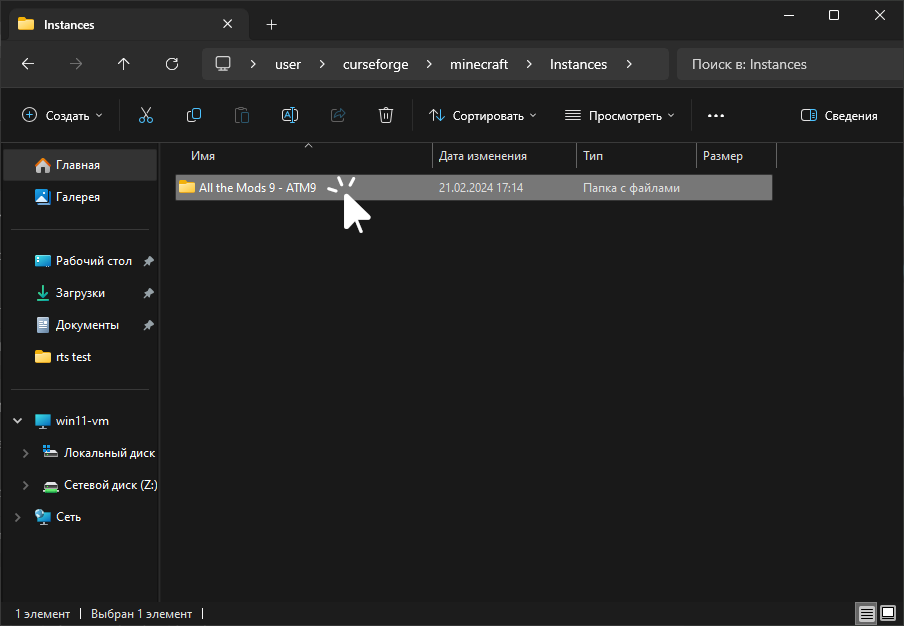 Instances
user
curseforge
minecraft
Instances
Поиск в: Instances
Создать
Сортировать
Просмотреть
Сведения
Имя
Дата изменения
Тип
Размер
All the Mods 9 - ATM9
21.02.2024 17:14
Папка с файлами
Главная
Галерея
Рабочий стол
Загрузки
Документы
rts test
win11-vm
Локальный диск
Сетевой диск (Z:)
Сеть
1 элемент
Выбран 1 элемент